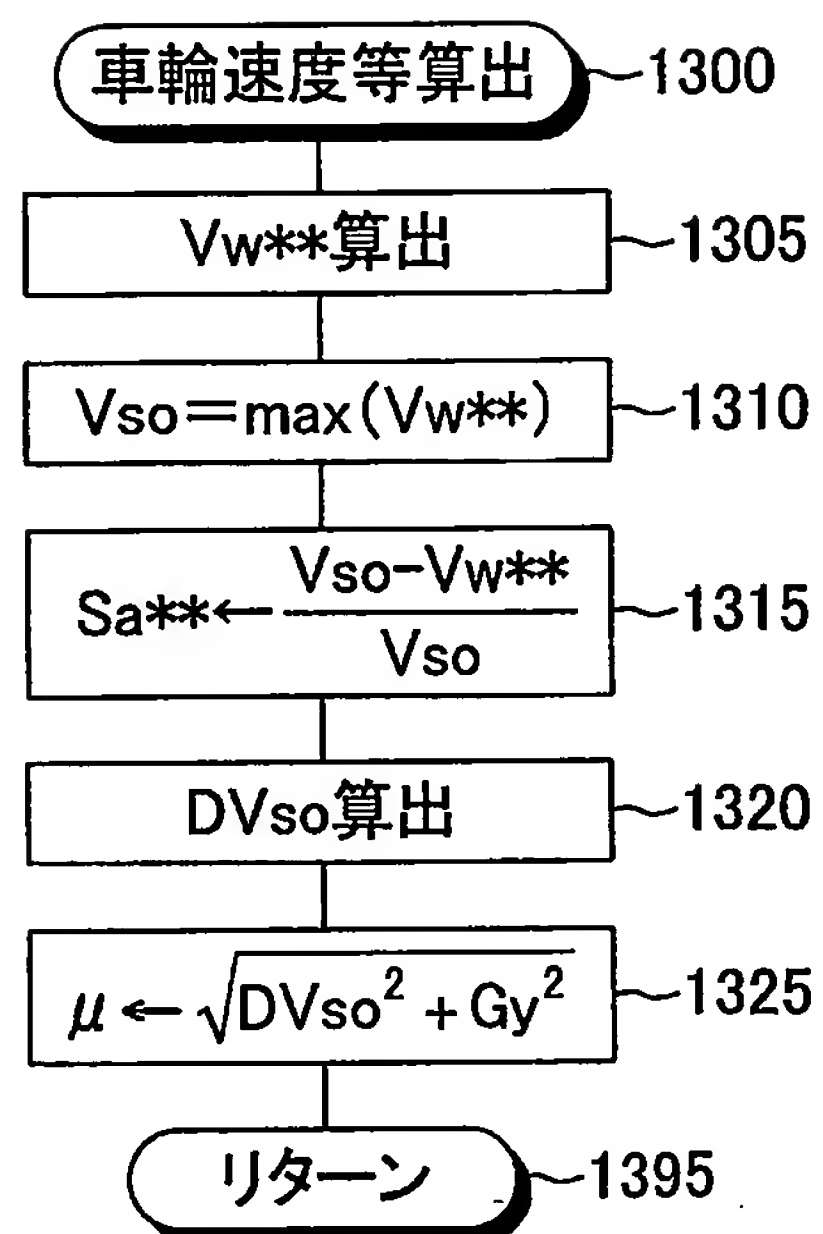 車輪速度等算出 1300
Vw**算出 1305
Vso=max(Vw**) 1310
Sa**← Vso-Vw** / Vso 1315
DVso算出 1320
μ←√DVso²+Gy² 1325
リターン 1395